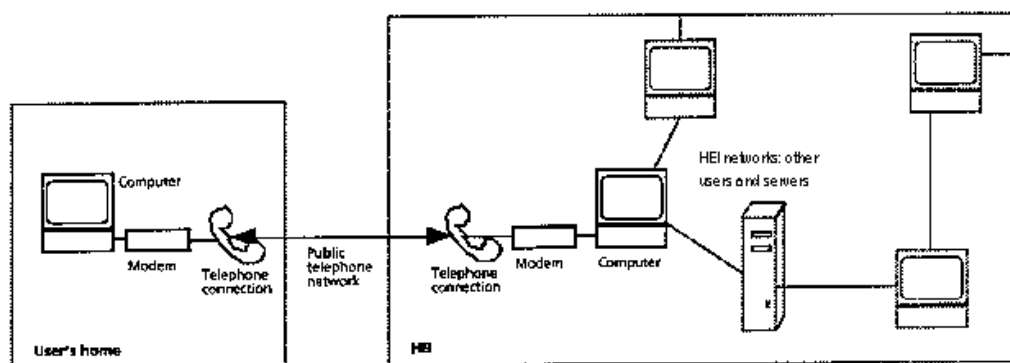 Computer
Modem
Telephone
connection
User's home
Public
telephone
network
Telephone
connection
Modem
Computer
HEI networks: other
users and servers
HEI